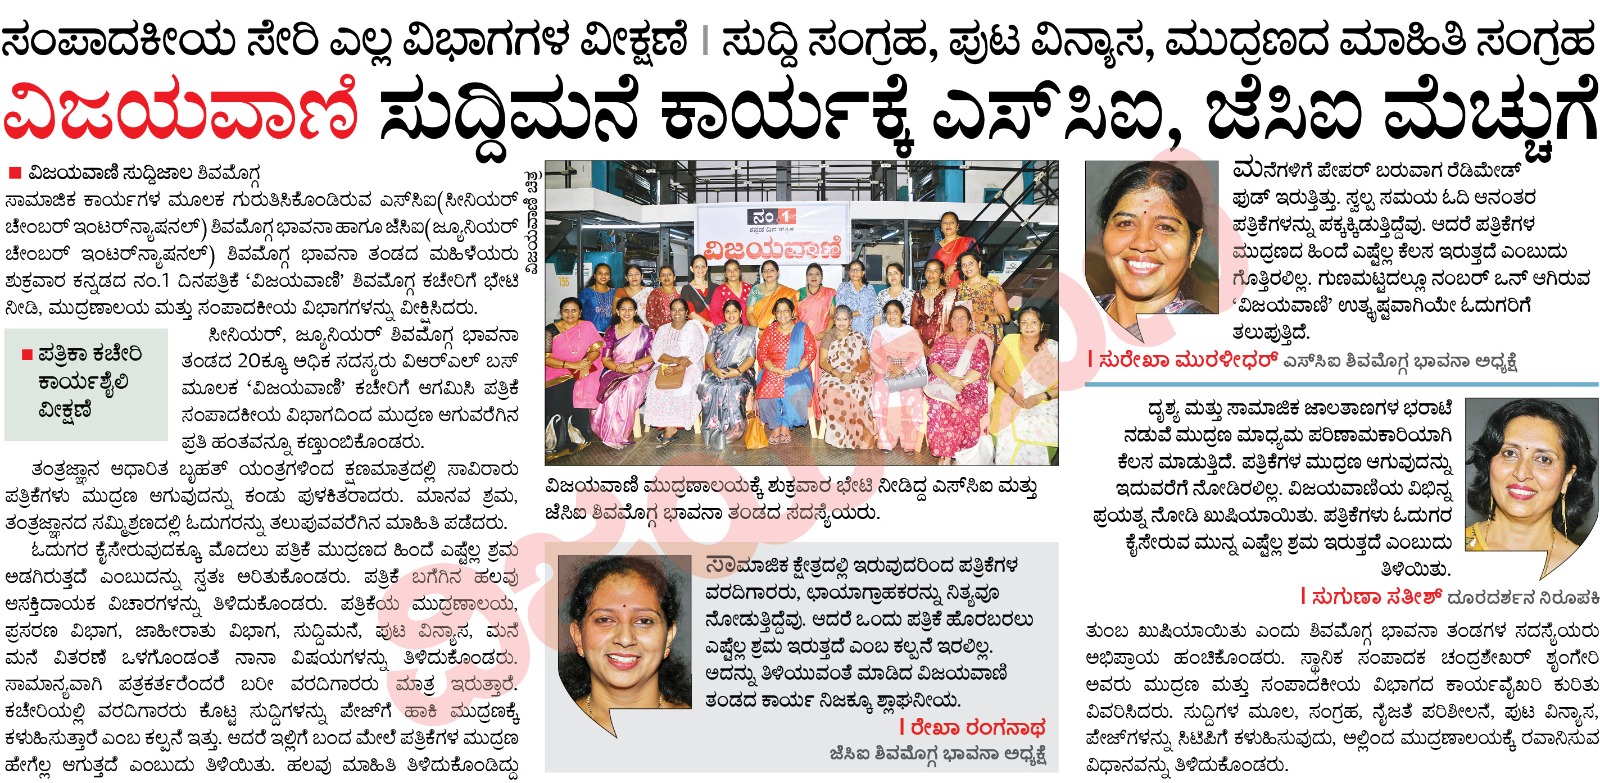 ಸಂಪಾದಕೀಯ ಸೇರಿ ಎಲ್ಲ ವಿಭಾಗಗಳ ವೀಕ್ಷಣೆ | ಸುದ್ದಿ ಸಂಗ್ರಹ, ಪುಟ ವಿನ್ಯಾಸ, ಮುದ್ರಣದ ಮಾಹಿತಿ ಸಂಗ್ರಹ
ವಿಜಯವಾಣಿ ಸುದ್ದಿಮನೆ ಕಾರ್ಯಕ್ಕೆ ಎಸ್‌ಸಿಐ, ಜೆಸಿಐ ಮೆಚ್ಚುಗೆ
■ ವಿಜಯವಾಣಿ ಸುದ್ದಿಜಾಲ ಶಿವಮೊಗ್ಗ
ಸಾಮಾಜಿಕ ಕಾರ್ಯಗಳ ಮೂಲಕ ಗುರುತಿಸಿಕೊಂಡಿರುವ ಎಸ್‌ಸಿಐ(ಸೀನಿಯರ್
ಚೇಂಬರ್ ಇಂಟರ್‌ನ್ಯಾಷನಲ್) ಶಿವಮೊಗ್ಗ ಭಾವನಾ ಹಾಗೂ ಜೆಸಿಐ(ಜ್ಯೂನಿಯರ್
ಚೇಂಬರ್ ಇಂಟರ್‌ನ್ಯಾಷನಲ್) ಶಿವಮೊಗ್ಗ ಭಾವನಾ ತಂಡದ ಮಹಿಳೆಯರು
ಶುಕ್ರವಾರ ಕನ್ನಡದ ನಂ.1 ದಿನಪತ್ರಿಕೆ ‘ವಿಜಯವಾಣಿ’ ಶಿವಮೊಗ್ಗ ಕಚೇರಿಗೆ ಭೇಟಿ
ನೀಡಿ, ಮುದ್ರಣಾಲಯ ಮತ್ತು ಸಂಪಾದಕೀಯ ವಿಭಾಗಗಳನ್ನು ವೀಕ್ಷಿಸಿದರು.
■ ಪತ್ರಿಕಾ ಕಚೇರಿ
ಕಾರ್ಯಶೈಲಿ
ವೀಕ್ಷಣೆ
ಸೀನಿಯರ್, ಜ್ಯೂನಿಯರ್ ಶಿವಮೊಗ್ಗ ಭಾವನಾ
ತಂಡದ 20ಕ್ಕೂ ಅಧಿಕ ಸದಸ್ಯರು ವಿಆರ್‌ಎಲ್ ಬಸ್
ಮೂಲಕ ‘ವಿಜಯವಾಣಿ’ ಕಚೇರಿಗೆ ಆಗಮಿಸಿ ಪತ್ರಿಕೆ
ಸಂಪಾದಕೀಯ ವಿಭಾಗದಿಂದ ಮುದ್ರಣ ಆಗುವರೆಗಿನ
ಪ್ರತಿ ಹಂತವನ್ನೂ ಕಣ್ತುಂಬಿಕೊಂಡರು.
ತಂತ್ರಜ್ಞಾನ ಆಧಾರಿತ ಬೃಹತ್ ಯಂತ್ರಗಳಿಂದ ಕ್ಷಣಮಾತ್ರದಲ್ಲಿ ಸಾವಿರಾರು
ಪತ್ರಿಕೆಗಳು ಮುದ್ರಣ ಆಗುವುದನ್ನು ಕಂಡು ಪುಳಕಿತರಾದರು. ಮಾನವ ಶ್ರಮ,
ತಂತ್ರಜ್ಞಾನದ ಸಮ್ಮಿಶ್ರಣದಲ್ಲಿ ಓದುಗರನ್ನು ತಲುಪುವವರೆಗಿನ ಮಾಹಿತಿ ಪಡೆದರು.
ಓದುಗರ ಕೈಸೇರುವುದಕ್ಕೂ ಮೊದಲು ಪತ್ರಿಕೆ ಮುದ್ರಣದ ಹಿಂದೆ ಎಷ್ಟೆಲ್ಲ ಶ್ರಮ
ಅಡಗಿರುತ್ತದೆ ಎಂಬುದನ್ನು ಸ್ವತಃ ಅರಿತುಕೊಂಡರು. ಪತ್ರಿಕೆ ಬಗೆಗಿನ ಹಲವು
ಆಸಕ್ತಿದಾಯಕ ವಿಚಾರಗಳನ್ನು ತಿಳಿದುಕೊಂಡರು. ಪತ್ರಿಕೆಯ ಮುದ್ರಣಾಲಯ,
ಪ್ರಸರಣ ವಿಭಾಗ, ಜಾಹೀರಾತು ವಿಭಾಗ, ಸುದ್ದಿಮನೆ, ಪುಟ ವಿನ್ಯಾಸ, ಮನೆ
ಮನೆ ವಿತರಣೆ ಒಳಗೊಂಡಂತೆ ನಾನಾ ವಿಷಯಗಳನ್ನು ತಿಳಿದುಕೊಂಡರು.
ಸಾಮಾನ್ಯವಾಗಿ ಪತ್ರಕರ್ತರೆಂದರೆ ಬರೀ ವರದಿಗಾರರು ಮಾತ್ರ ಇರುತ್ತಾರೆ.
ಕಚೇರಿಯಲ್ಲಿ ವರದಿಗಾರರು ಕೊಟ್ಟ ಸುದ್ದಿಗಳನ್ನು ಪೇಜ್‌ಗೆ ಹಾಕಿ ಮುದ್ರಣಕ್ಕೆ
ಕಳುಹಿಸುತ್ತಾರೆ ಎಂಬ ಕಲ್ಪನೆ ಇತ್ತು. ಆದರೆ ಇಲ್ಲಿಗೆ ಬಂದ ಮೇಲೆ ಪತ್ರಿಕೆಗಳ ಮುದ್ರಣ
ಹೇಗೆಲ್ಲ ಆಗುತ್ತದೆ ಎಂಬುದು ತಿಳಿಯಿತು. ಹಲವು ಮಾಹಿತಿ ತಿಳಿದುಕೊಂಡಿದ್ದು
ವಿಜಯವಾಣಿ ಚಿತ್ರ
ನಂ.1
ವಿಜಯವಾಣಿ
ವಿಜಯವಾಣಿ ಮುದ್ರಣಾಲಯಕ್ಕೆ ಶುಕ್ರವಾರ ಭೇಟಿ ನೀಡಿದ್ದ ಎಸ್‌ಸಿಐ ಮತ್ತು
ಜೆಸಿಐ ಶಿವಮೊಗ್ಗ ಭಾವನಾ ತಂಡದ ಸದಸ್ಯೆಯರು.
ಸಾಮಾಜಿಕ ಕ್ಷೇತ್ರದಲ್ಲಿ ಇರುವುದರಿಂದ ಪತ್ರಿಕೆಗಳ
ವರದಿಗಾರರು, ಛಾಯಾಗ್ರಾಹಕರನ್ನು ನಿತ್ಯವೂ
ನೋಡುತ್ತಿದ್ದೆವು. ಆದರೆ ಒಂದು ಪತ್ರಿಕೆ ಹೊರಬರಲು
ಎಷ್ಟೆಲ್ಲ ಶ್ರಮ ಇರುತ್ತದೆ ಎಂಬ ಕಲ್ಪನೆ ಇರಲಿಲ್ಲ.
ಅದನ್ನು ತಿಳಿಯುವಂತೆ ಮಾಡಿದ ವಿಜಯವಾಣಿ
ತಂಡದ ಕಾರ್ಯ ನಿಜಕ್ಕೂ ಶ್ಲಾಘನೀಯ.
| ರೇಖಾ ರಂಗನಾಥ
ಜೆಸಿಐ ಶಿವಮೊಗ್ಗ ಭಾವನಾ ಅಧ್ಯಕ್ಷೆ
ಮನೆಗಳಿಗೆ ಪೇಪರ್ ಬರುವಾಗ ರೆಡಿಮೇಡ್
ಫುಡ್ ಇರುತ್ತಿತ್ತು. ಸ್ವಲ್ಪ ಸಮಯ ಓದಿ ಆನಂತರ
ಪತ್ರಿಕೆಗಳನ್ನು ಪಕ್ಕಕ್ಕಿಡುತ್ತಿದ್ದೆವು. ಆದರೆ ಪತ್ರಿಕೆಗಳ
ಮುದ್ರಣದ ಹಿಂದೆ ಎಷ್ಟೆಲ್ಲ ಕೆಲಸ ಇರುತ್ತದೆ ಎಂಬುದು
ಗೊತ್ತಿರಲಿಲ್ಲ. ಗುಣಮಟ್ಟದಲ್ಲೂ ನಂಬರ್ ಒನ್ ಆಗಿರುವ
‘ವಿಜಯವಾಣಿ’ ಉತ್ಕೃಷ್ಟವಾಗಿಯೇ ಓದುಗರಿಗೆ
ತಲುಪುತ್ತಿದೆ.
| ಸುರೇಖಾ ಮುರಳೀಧರ್ ಎಸ್‌ಸಿಐ ಶಿವಮೊಗ್ಗ ಭಾವನಾ ಅಧ್ಯಕ್ಷೆ
ದೃಶ್ಯ ಮತ್ತು ಸಾಮಾಜಿಕ ಜಾಲತಾಣಗಳ ಭರಾಟೆ
ನಡುವೆ ಮುದ್ರಣ ಮಾಧ್ಯಮ ಪರಿಣಾಮಕಾರಿಯಾಗಿ
ಕೆಲಸ ಮಾಡುತ್ತಿದೆ. ಪತ್ರಿಕೆಗಳ ಮುದ್ರಣ ಆಗುವುದನ್ನು
ಇದುವರೆಗೆ ನೋಡಿರಲಿಲ್ಲ. ವಿಜಯವಾಣಿಯ ವಿಭಿನ್ನ
ಪ್ರಯತ್ನ ನೋಡಿ ಖುಷಿಯಾಯಿತು. ಪತ್ರಿಕೆಗಳು ಓದುಗರ
ಕೈಸೇರುವ ಮುನ್ನ ಎಷ್ಟೆಲ್ಲ ಶ್ರಮ ಇರುತ್ತದೆ ಎಂಬುದು
ತಿಳಿಯಿತು.
| ಸುಗುಣಾ ಸತೀಶ್ ದೂರದರ್ಶನ ನಿರೂಪಕಿ
ತುಂಬ ಖುಷಿಯಾಯಿತು ಎಂದು ಶಿವಮೊಗ್ಗ ಭಾವನಾ ತಂಡಗಳ ಸದಸ್ಯೆಯರು
ಅಭಿಪ್ರಾಯ ಹಂಚಿಕೊಂಡರು. ಸ್ಥಾನಿಕ ಸಂಪಾದಕ ಚಂದ್ರಶೇಖರ್ ಶೃಂಗೇರಿ
ಅವರು ಮುದ್ರಣ ಮತ್ತು ಸಂಪಾದಕೀಯ ವಿಭಾಗದ ಕಾರ್ಯವೈಖರಿ ಕುರಿತು
ವಿವರಿಸಿದರು. ಸುದ್ದಿಗಳ ಮೂಲ, ಸಂಗ್ರಹ, ನೈಜತೆ ಪರಿಶೀಲನೆ, ಪುಟ ವಿನ್ಯಾಸ,
ಪೇಜ್‌ಗಳನ್ನು ಸಿಟಿಪಿಗೆ ಕಳುಹಿಸುವುದು, ಅಲ್ಲಿಂದ ಮುದ್ರಣಾಲಯಕ್ಕೆ ರವಾನಿಸುವ
ವಿಧಾನವನ್ನು ತಿಳಿಸಿಕೊಂಡರು.